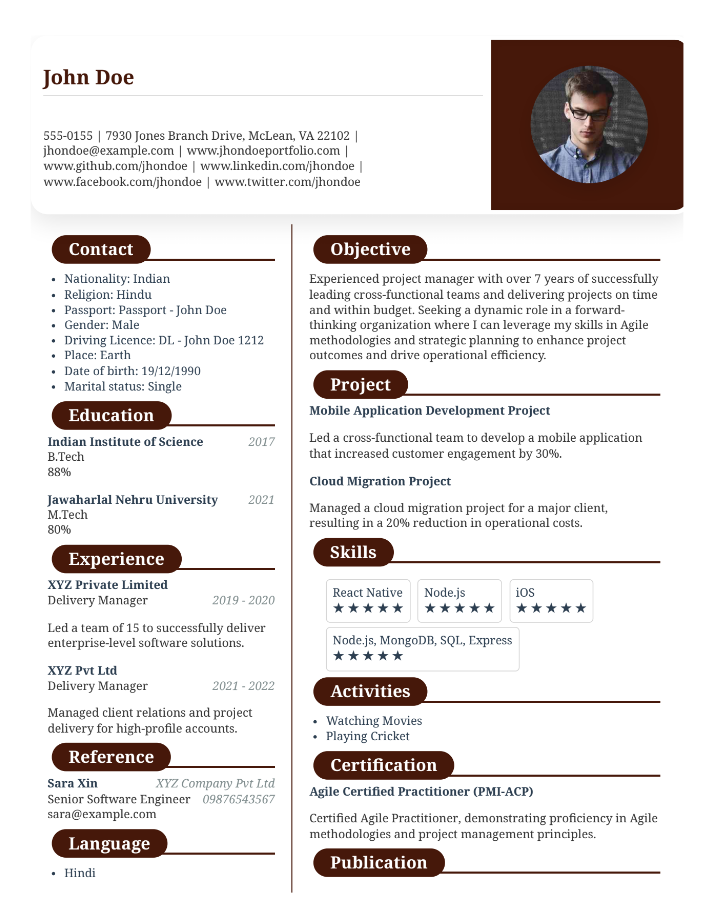 John Doe
555-0155 | 7930 Jones Branch Drive, McLean, VA 22102 |
jhondoe@example.com | www.jhondoeportfolio.com |
www.github.com/jhondoe | www.linkedin.com/jhondoe |
www.facebook.com/jhondoe | www.twitter.com/jhondoe
Contact
• Nationality: Indian
• Religion: Hindu
• Passport: Passport - John Doe
• Gender: Male
• Driving Licence: DL - John Doe 1212
• Place: Earth
• Date of birth: 19/12/1990
• Marital status: Single
Education
Indian Institute of Science 2017
B.Tech
88%
Jawaharlal Nehru University 2021
M.Tech
80%
Experience
XYZ Private Limited
Delivery Manager 2019 - 2020
Led a team of 15 to successfully deliver
enterprise-level software solutions.
XYZ Pvt Ltd
Delivery Manager 2021 - 2022
Managed client relations and project
delivery for high-profile accounts.
Reference
Sara Xin XYZ Company Pvt Ltd
Senior Software Engineer 09876543567
sara@example.com
Language
• Hindi
Objective
Experienced project manager with over 7 years of successfully
leading cross-functional teams and delivering projects on time
and within budget. Seeking a dynamic role in a forward-
thinking organization where I can leverage my skills in Agile
methodologies and strategic planning to enhance project
outcomes and drive operational efficiency.
Project
Mobile Application Development Project
Led a cross-functional team to develop a mobile application
that increased customer engagement by 30%.
Cloud Migration Project
Managed a cloud migration project for a major client,
resulting in a 20% reduction in operational costs.
Skills
React Native Node.js iOS
★★★★★ ★★★★★ ★★★★★
Node.js, MongoDB, SQL, Express
★★★★★
Activities
• Watching Movies
• Playing Cricket
Certification
Agile Certified Practitioner (PMI-ACP)
Certified Agile Practitioner, demonstrating proficiency in Agile
methodologies and project management principles.
Publication